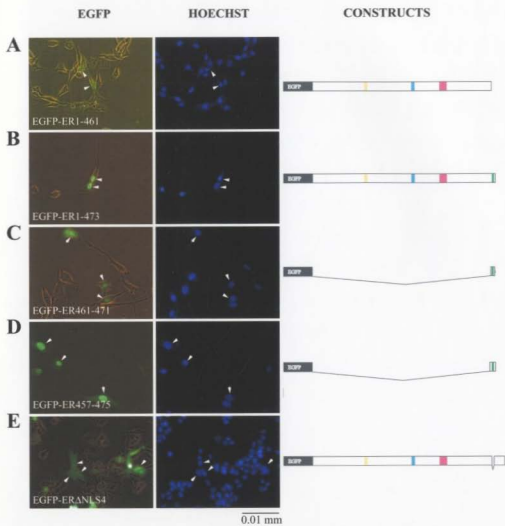 EGFP HOECHST CONSTRUCTS
A
EGFP-ER1-461
EGFP
B
EGFP-ER1-473
EGFP
C
EGFP-ER461-471
EGFP
D
EGFP-ER457-475
EGFP
E
EGFP-ERΔNLS4
EGFP
0.01 mm